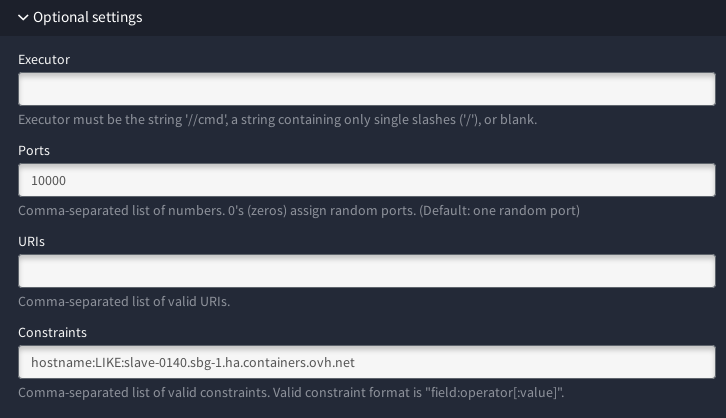 Optional settings
Executor
Executor must be the string '//cmd', a string containing only single slashes ('/'), or blank.
Ports
10000
Comma-separated list of numbers. 0's (zeros) assign random ports. (Default: one random port)
URIs
Comma-separated list of valid URIs.
Constraints
hostname:LIKE:slave-0140.sbg-1.ha.containers.ovh.net
Comma-separated list of valid constraints. Valid constraint format is "field:operator[:value]".